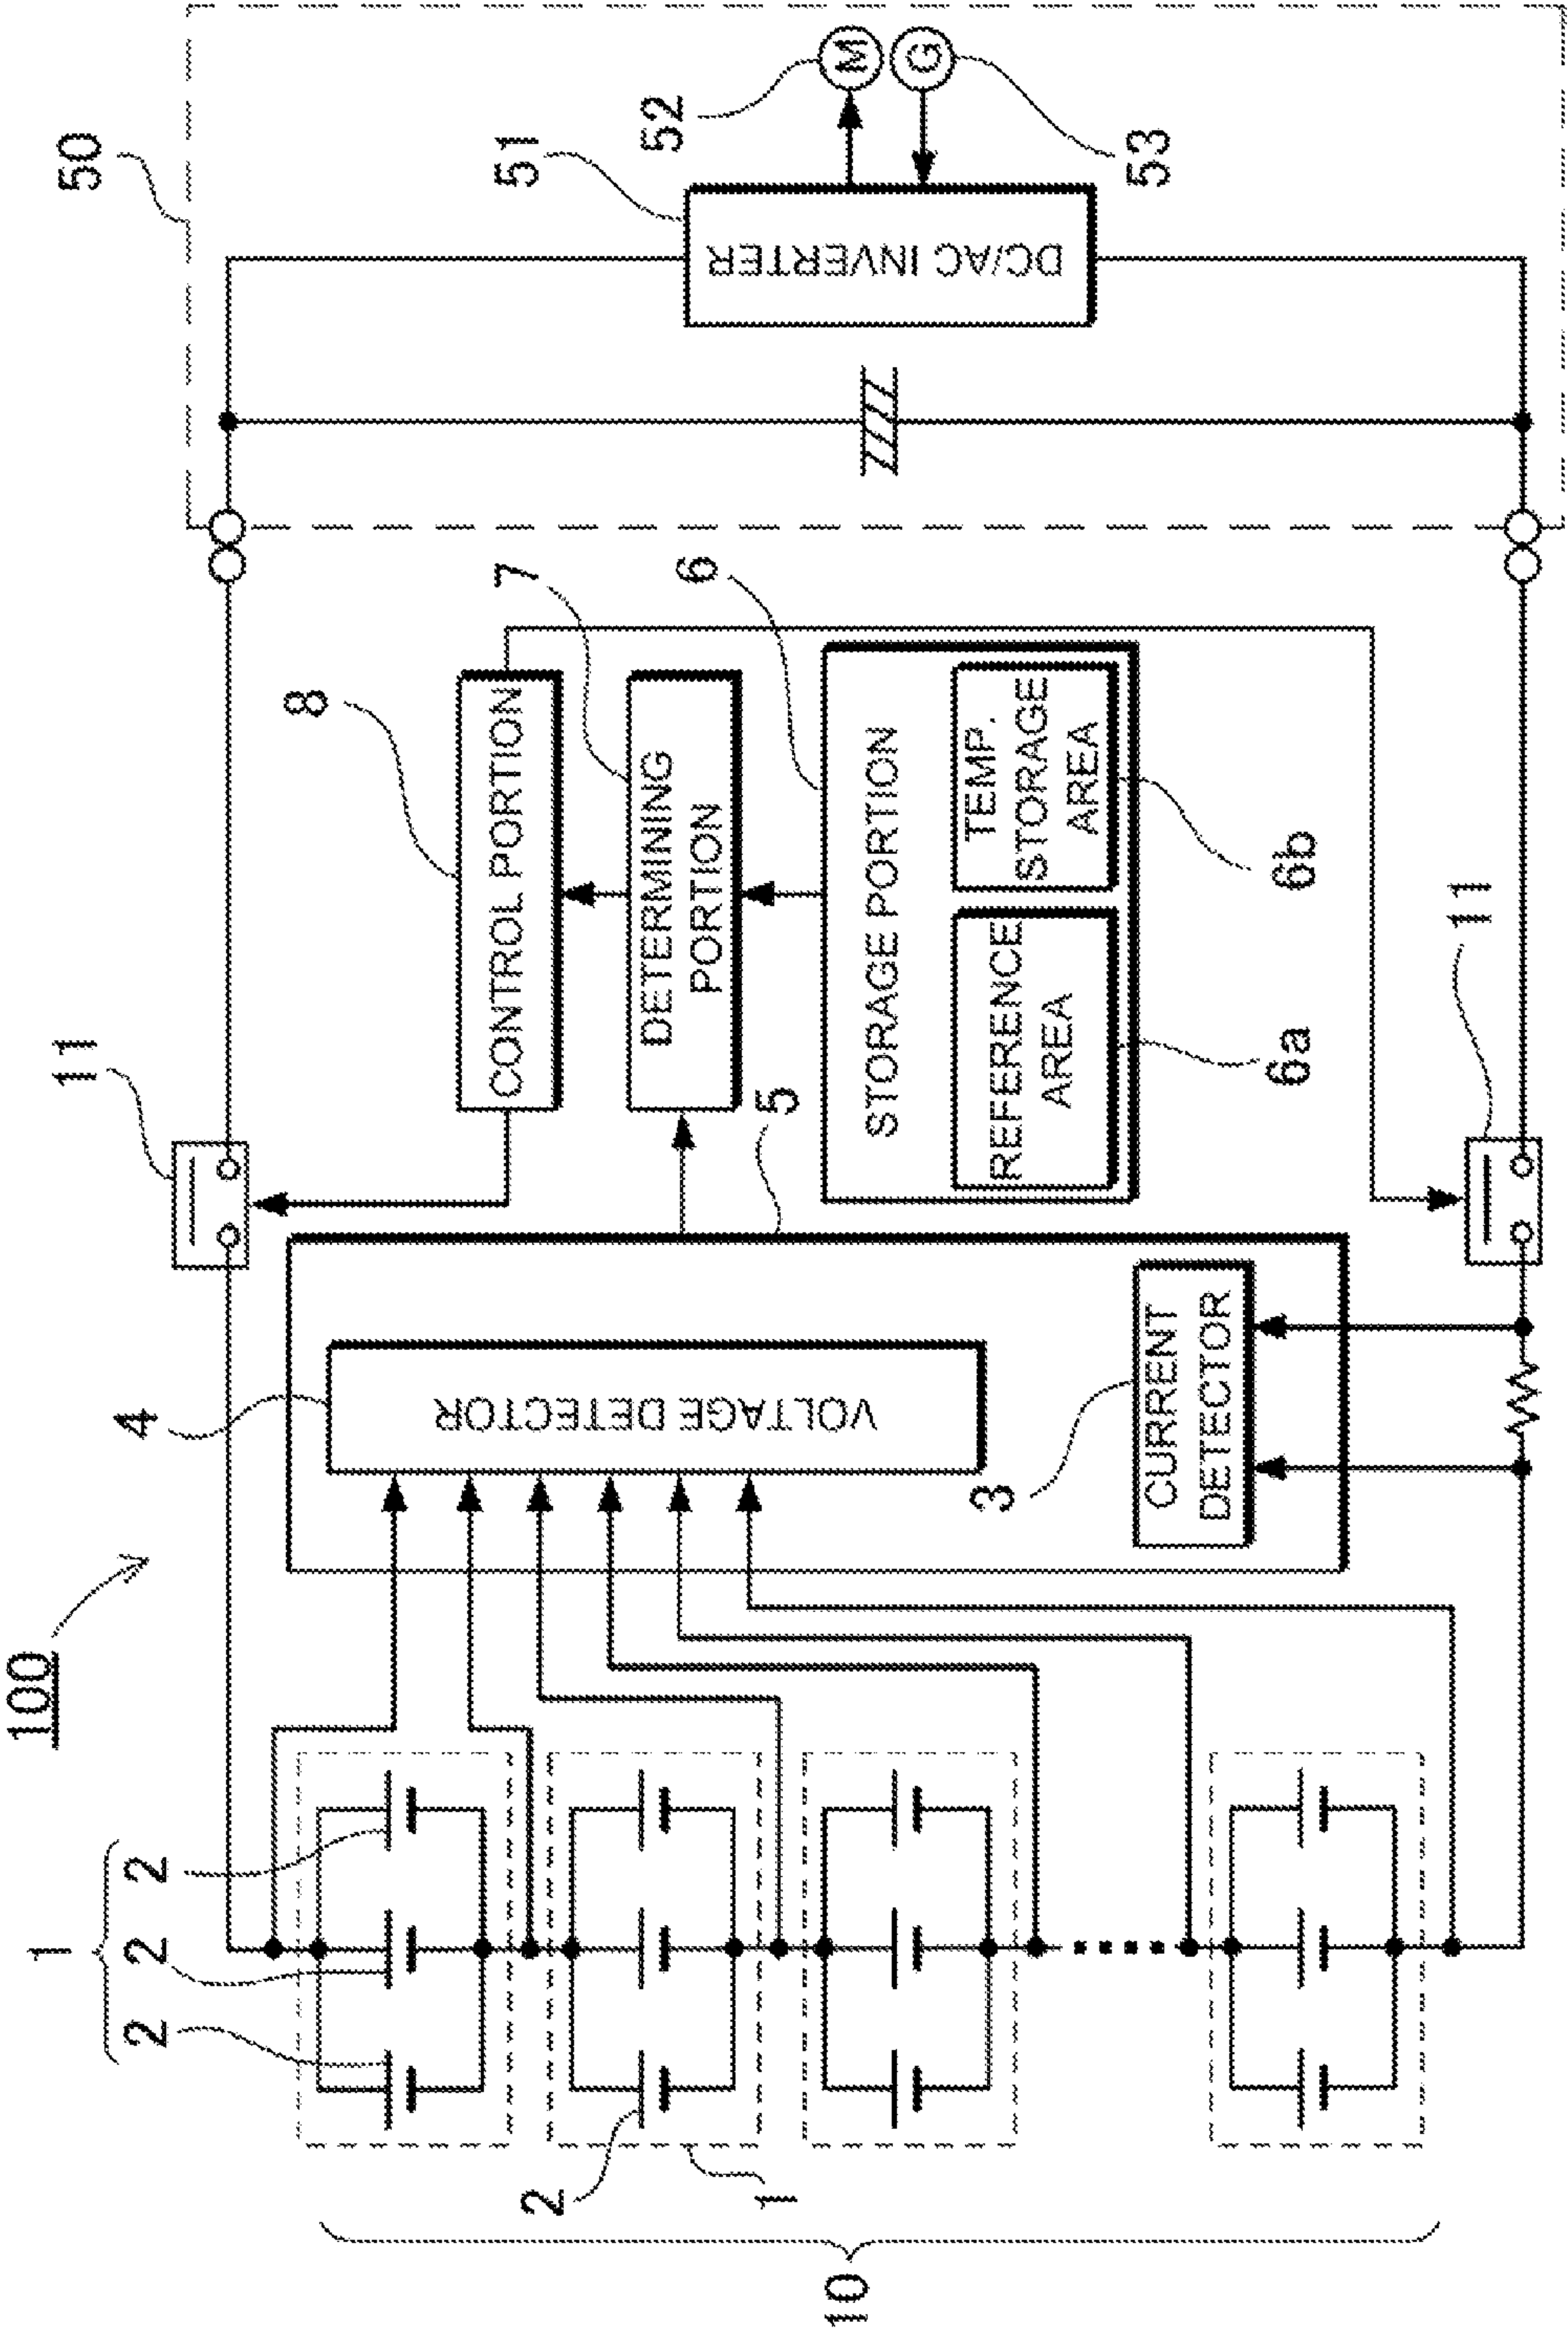 100
1
2
2
2
2
1
10
4
VOLTAGE DETECTOR
3
CURRENT
DETECTOR
5
11
8
CONTROL PORTION
7
DETERMINING
PORTION
6
STORAGE PORTION
REFERENCE
AREA
6a
TEMP.
STORAGE
AREA
6b
11
50
51
DC/AC INVERTER
52
M
G
53